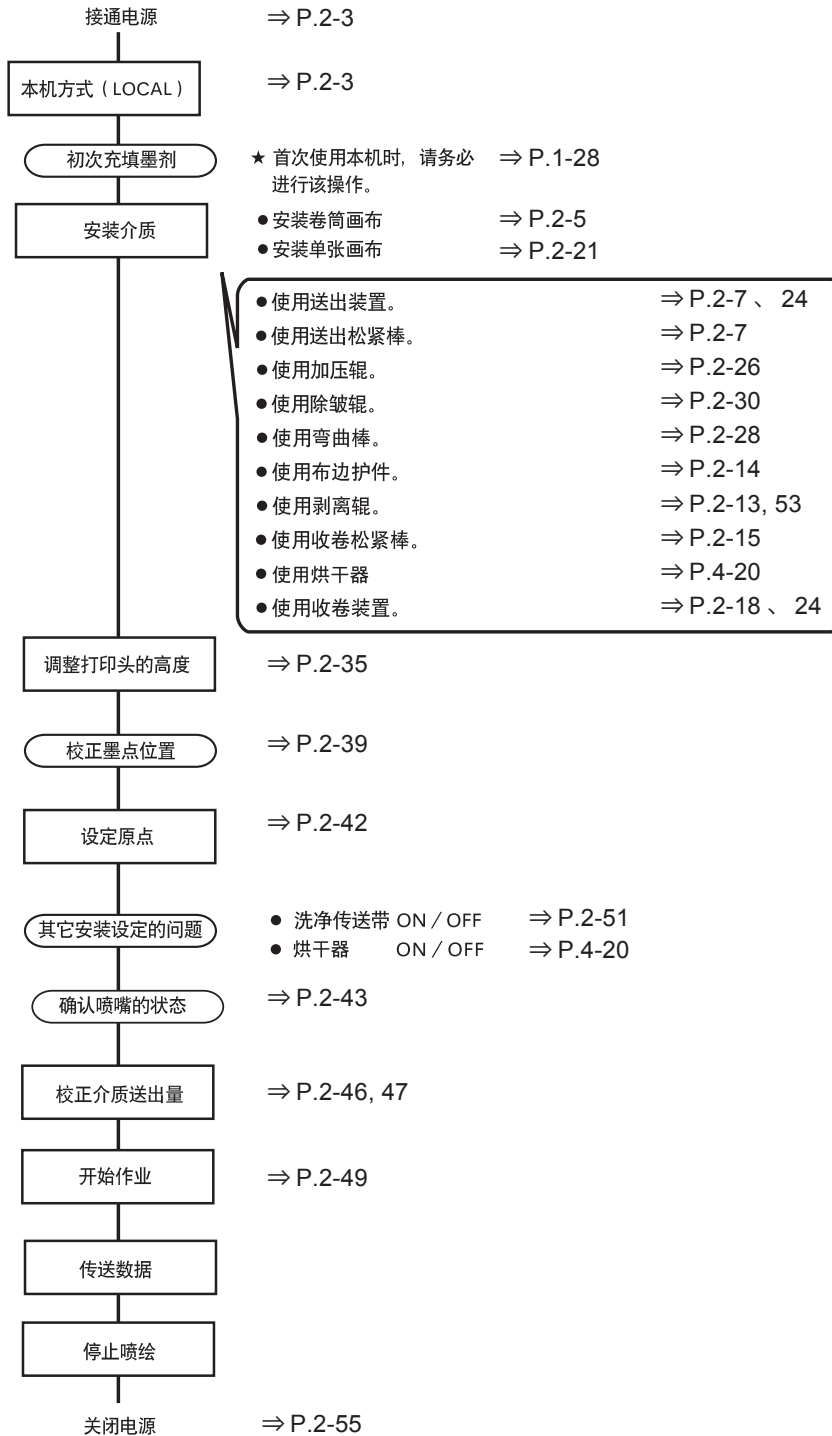 接通电源 ⇒ P.2-3
本机方式（LOCAL） ⇒ P.2-3
初次充填墨剂 ★ 首次使用本机时，请务必 ⇒ P.1-28
进行该操作。
安装介质 ●安装卷筒画布 ⇒ P.2-5
●安装单张画布 ⇒ P.2-21
●使用送出装置。 ⇒ P.2-7 、 24
●使用送出松紧棒。 ⇒ P.2-7
●使用加压辊。 ⇒ P.2-26
●使用除皱辊。 ⇒ P.2-30
●使用弯曲棒。 ⇒ P.2-28
●使用布边护件。 ⇒ P.2-14
●使用剥离辊。 ⇒ P.2-13, 53
●使用收卷松紧棒。 ⇒ P.2-15
●使用烘干器 ⇒ P.4-20
●使用收卷装置。 ⇒ P.2-18 、 24
调整打印头的高度 ⇒ P.2-35
校正墨点位置 ⇒ P.2-39
设定原点 ⇒ P.2-42
其它安装设定的问题 ● 洗净传送带 ON／OFF ⇒ P.2-51
● 烘干器 ON／OFF ⇒ P.4-20
确认喷嘴的状态 ⇒ P.2-43
校正介质送出量 ⇒ P.2-46, 47
开始作业 ⇒ P.2-49
传送数据
停止喷绘
关闭电源 ⇒ P.2-55